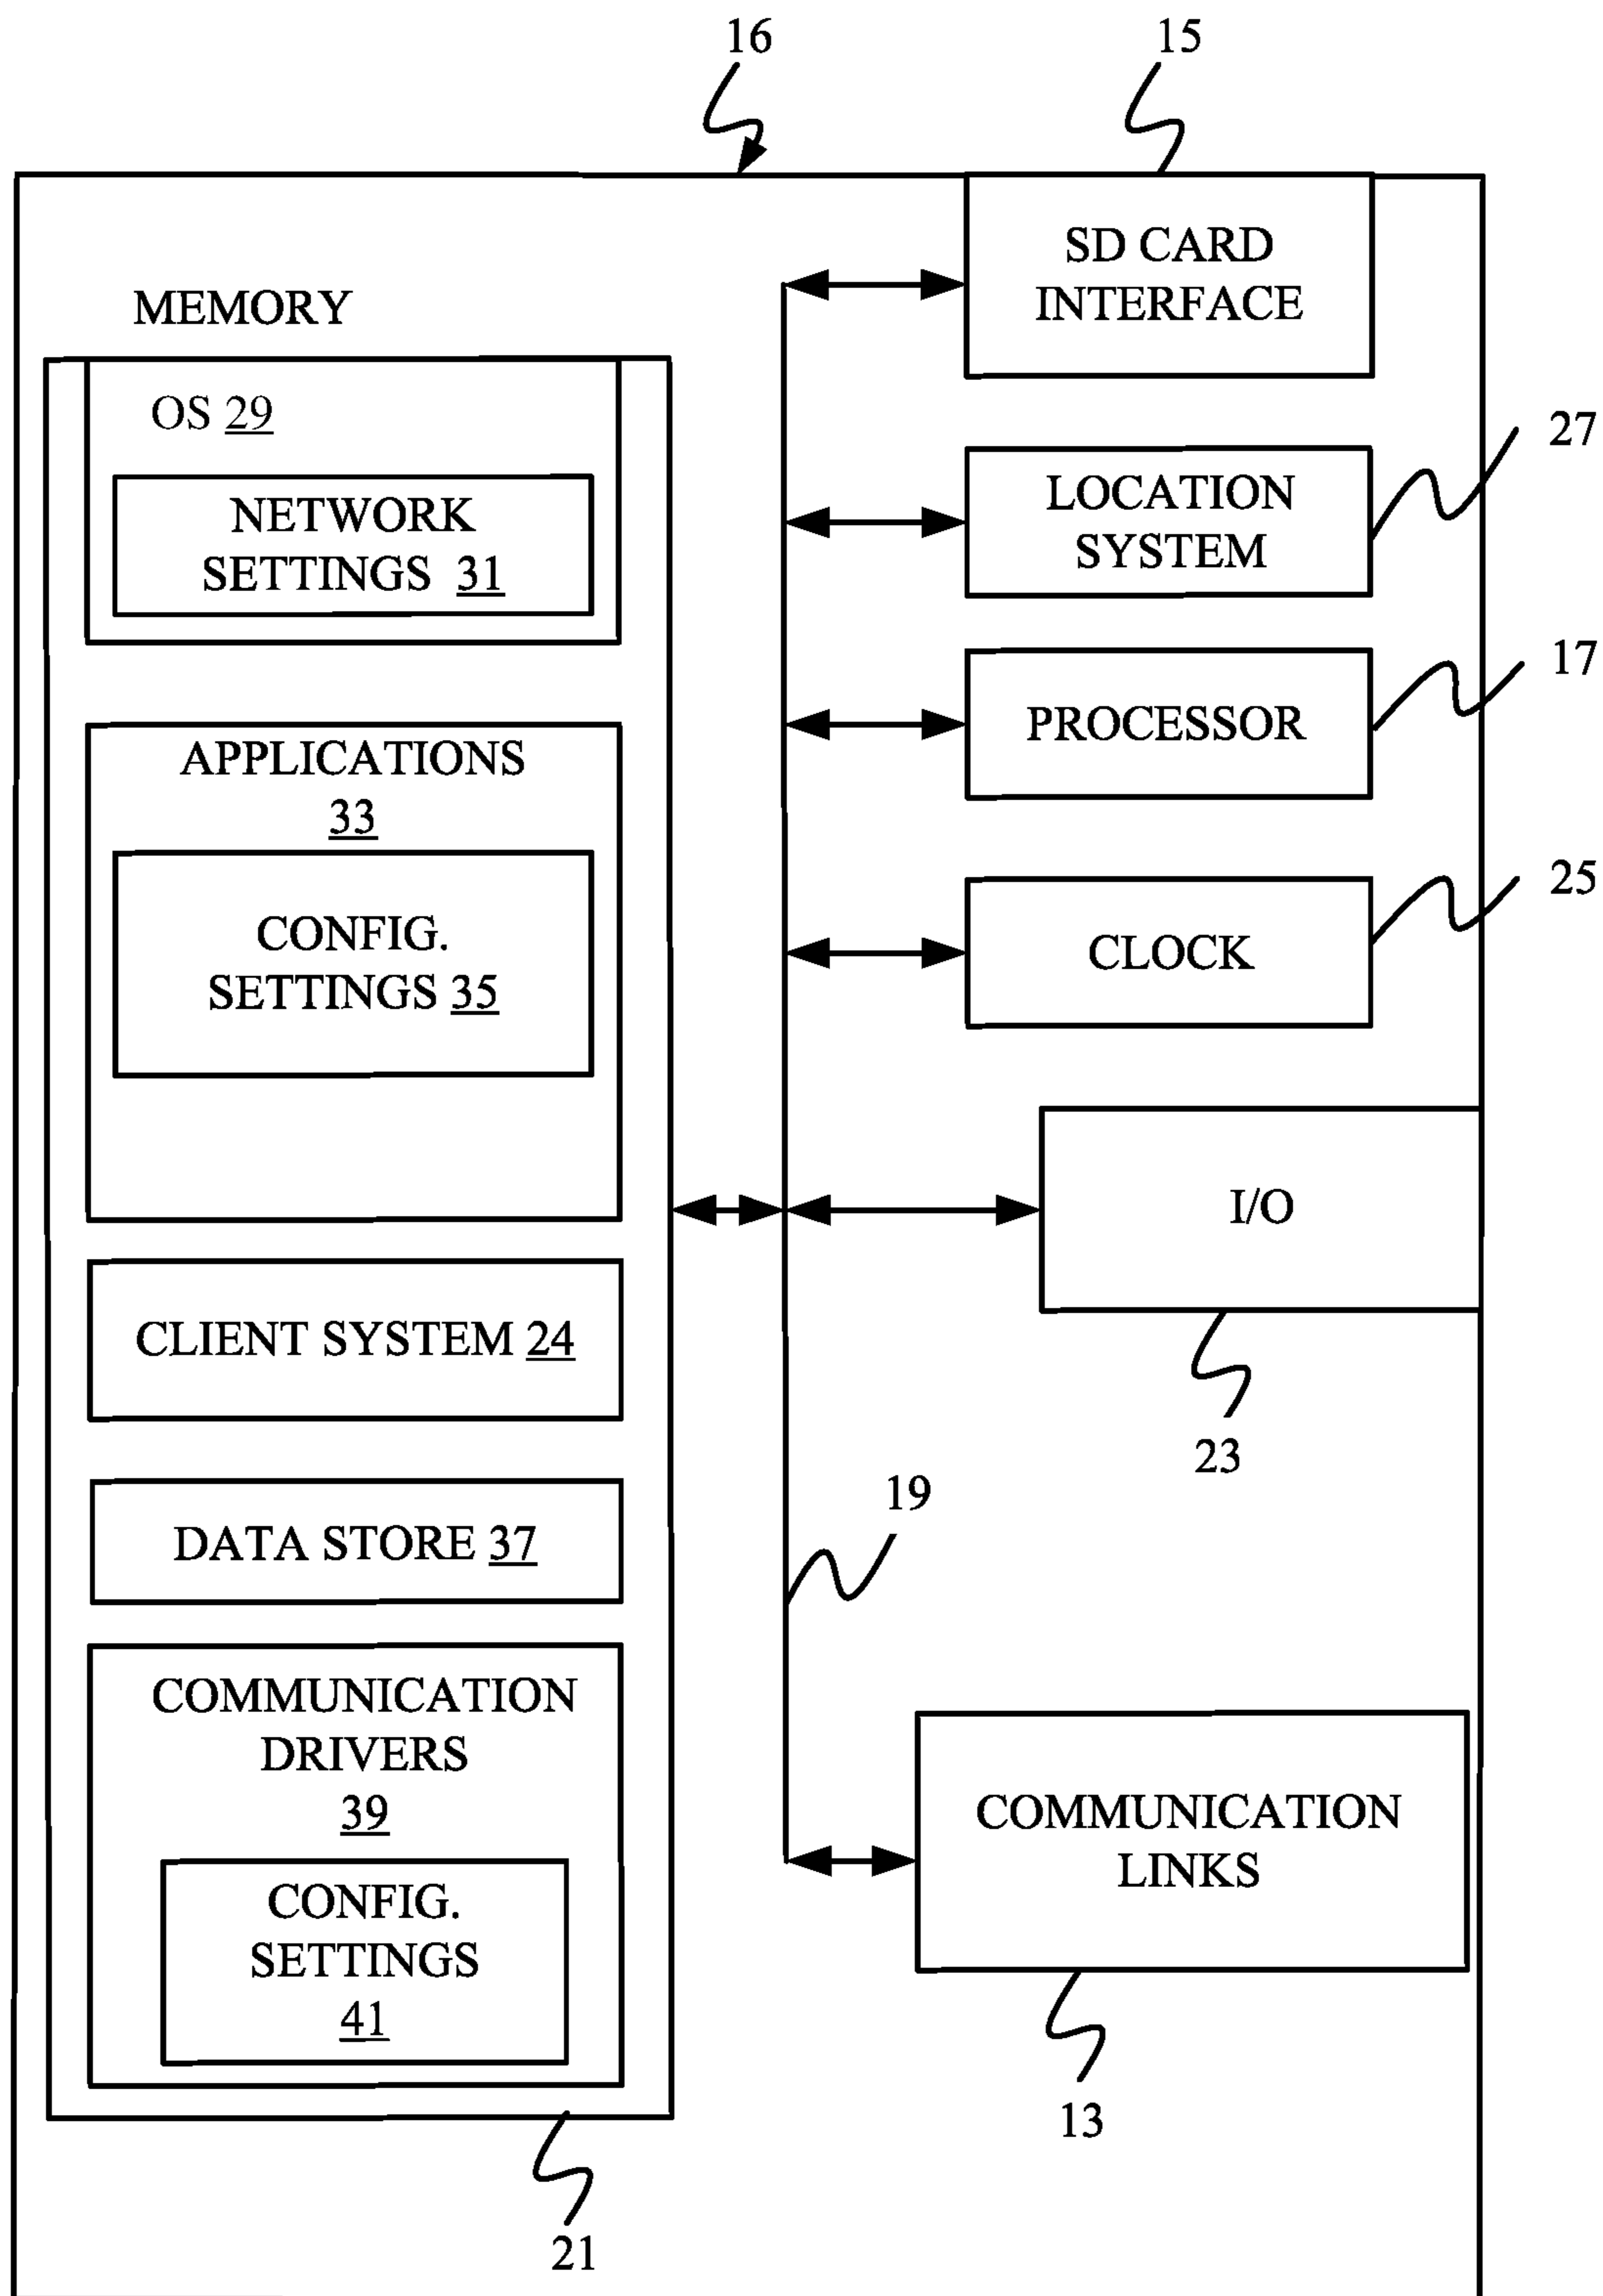 16
15
SD CARD
INTERFACE
MEMORY
OS 29
NETWORK
SETTINGS 31
27
LOCATION
SYSTEM
17
PROCESSOR
APPLICATIONS
33
CONFIG.
SETTINGS 35
25
CLOCK
I/O
23
CLIENT SYSTEM 24
19
DATA STORE 37
COMMUNICATION
DRIVERS
39
CONFIG.
SETTINGS
41
COMMUNICATION
LINKS
13
21